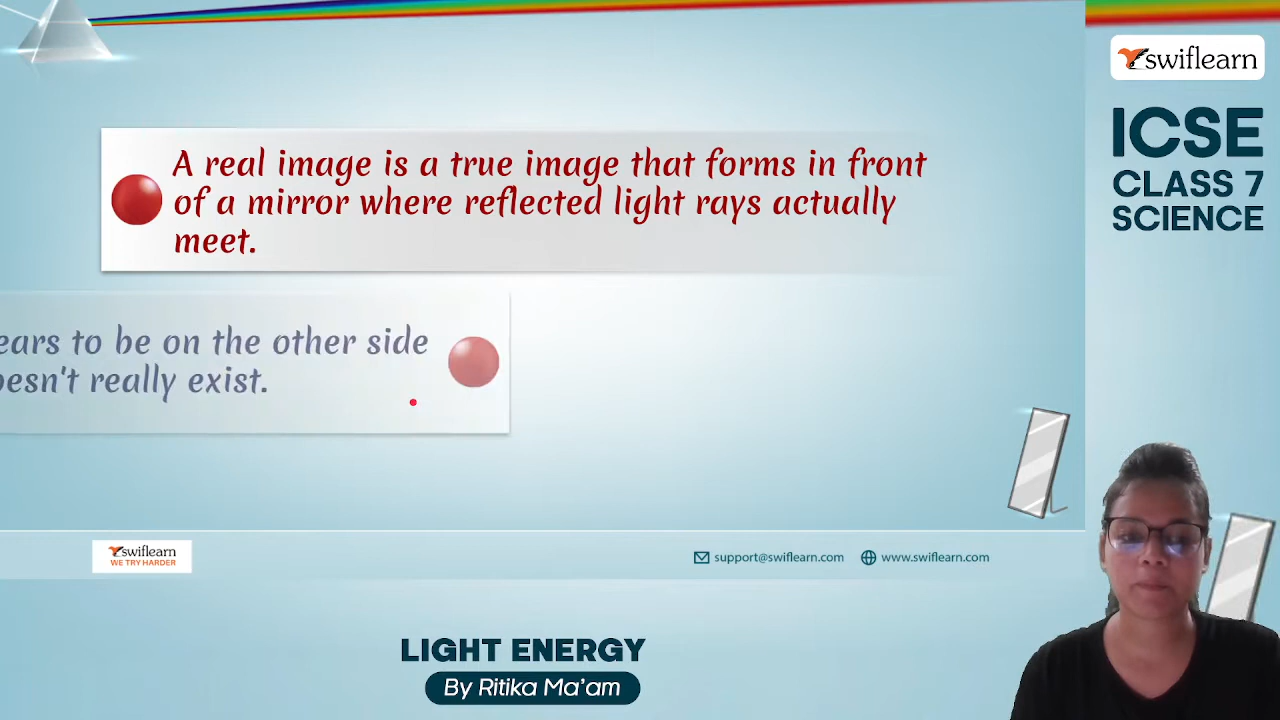 swiflearn
ICSE
CLASS 7
SCIENCE
A real image is a true image that forms in front
of a mirror where reflected light rays actually
meet.
to be on the other side
really exist.
swiflearn
WE TRY HARDER
support@swiflearn.com
www.swiflearn.com
LIGHT ENERGY
By Ritika Ma'am